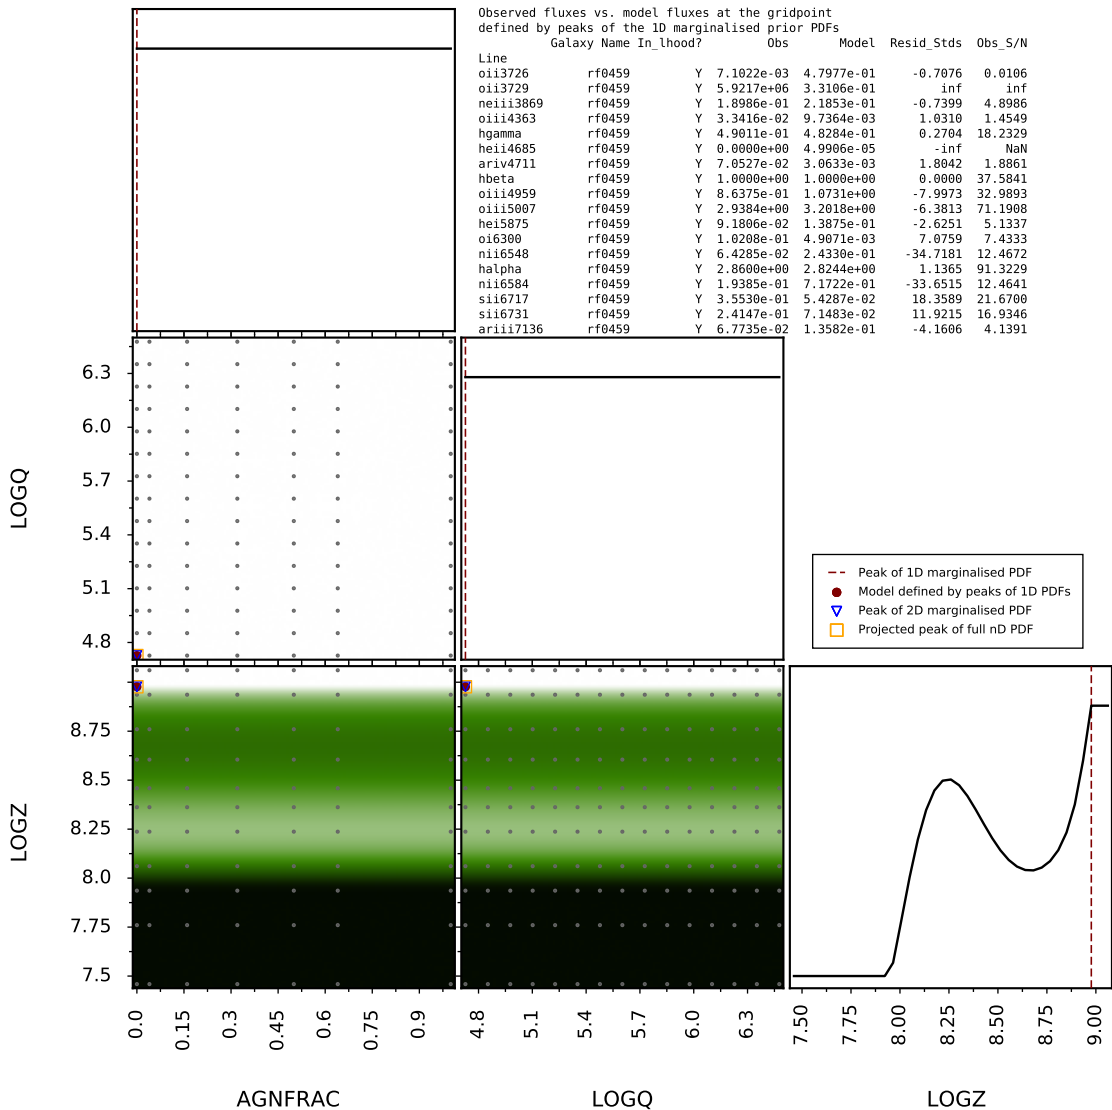 Observed fluxes vs. model fluxes at the gridpoint
defined by peaks of the 1D marginalised prior PDFs
Galaxy Name In_lhood? Obs Model Resid_Stds Obs_S/N
Line
oii3726 rf0459 Y 7.1022e-03 4.7977e-01 -0.7076 0.0106
oii3729 rf0459 Y 5.9217e+06 3.3106e-01 inf inf
neiii3869 rf0459 Y 1.8986e-01 2.1853e-01 -0.7399 4.8986
oiii4363 rf0459 Y 3.3416e-02 9.7364e-03 1.0310 1.4549
hgamma rf0459 Y 4.9011e-01 4.8284e-01 0.2704 18.2329
heii4685 rf0459 Y 0.0000e+00 4.9906e-05 -inf NaN
ariv4711 rf0459 Y 7.0527e-02 3.0633e-03 1.8042 1.8861
hbeta rf0459 Y 1.0000e+00 1.0000e+00 0.0000 37.5841
oiii4959 rf0459 Y 8.6375e-01 1.0731e+00 -7.9973 32.9893
oiii5007 rf0459 Y 2.9384e+00 3.2018e+00 -6.3813 71.1908
hei5875 rf0459 Y 9.1806e-02 1.3875e-01 -2.6251 5.1337
oi6300 rf0459 Y 1.0208e-01 4.9071e-03 7.0759 7.4333
nii6548 rf0459 Y 6.4285e-02 2.4330e-01 -34.7181 12.4672
halpha rf0459 Y 2.8600e+00 2.8244e+00 1.1365 91.3229
nii6584 rf0459 Y 1.9385e-01 7.1722e-01 -33.6515 12.4641
sii6717 rf0459 Y 3.5530e-01 5.4287e-02 18.3589 21.6700
sii6731 rf0459 Y 2.4147e-01 7.1483e-02 11.9215 16.9346
ariii7136 rf0459 Y 6.7735e-02 1.3582e-01 -4.1606 4.1391
LOGQ
6.3
6.0
5.7
5.4
5.1
4.8
Peak of 1D marginalised PDF
Model defined by peaks of 1D PDFs
Peak of 2D marginalised PDF
Projected peak of full nD PDF
LOGZ
8.75
8.5
8.25
8.0
7.75
7.5
0.0 0.15 0.3 0.45 0.6 0.75 0.9
4.8 5.1 5.4 5.7 6.0 6.3
7.50 7.75 8.00 8.25 8.50 8.75 9.00
AGNFRAC
LOGQ
LOGZ